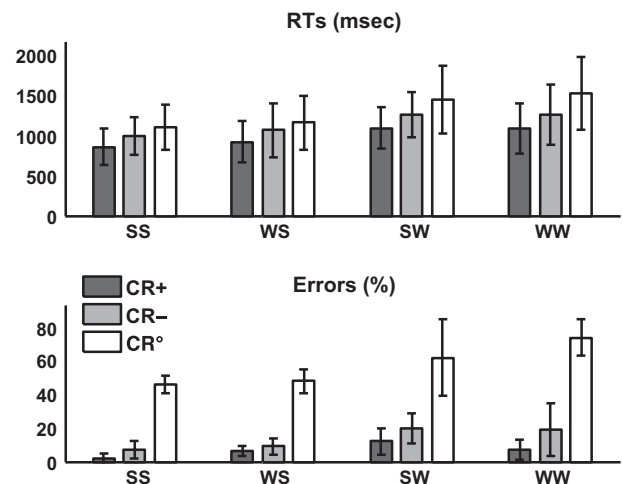 RTs (msec)
2000
1500
1000
500
0
SS WS SW WW
Errors (%)
CR+
CR–
CR°
80
60
40
20
0
SS WS SW WW